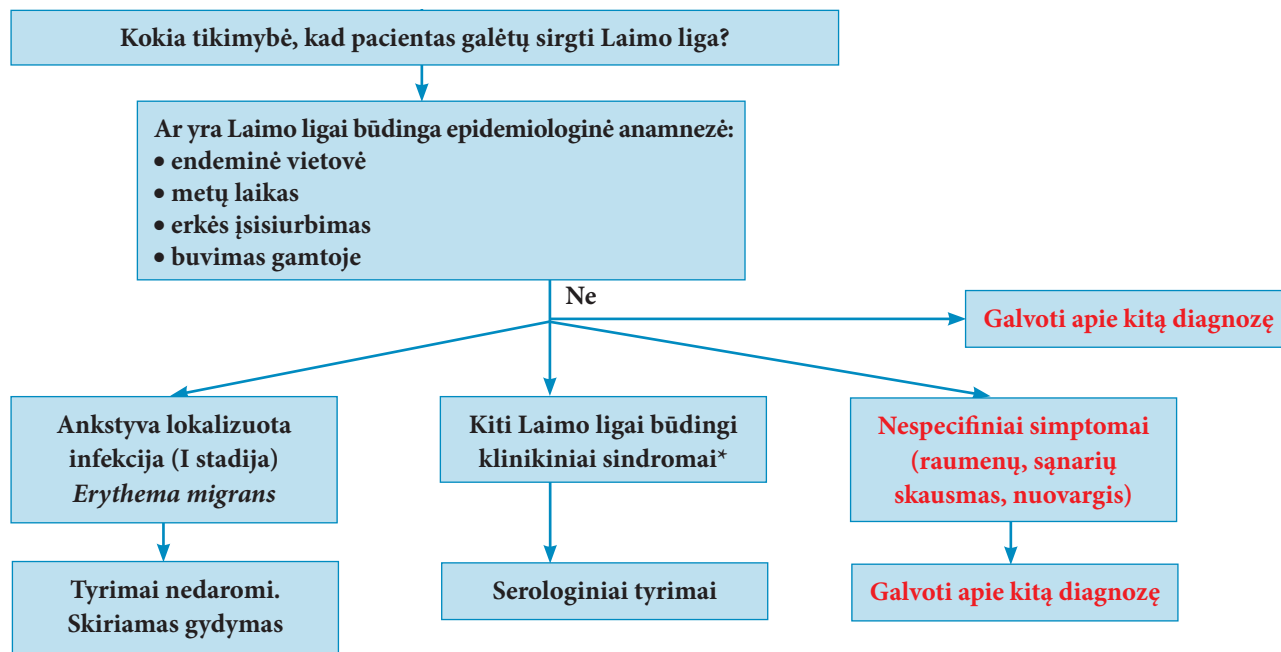 Kokia tikimybė, kad pacientas galėtų sirgti Laimo liga?
Ar yra Laimo ligai būdinga epidemiologinė anamnezė:
• endeminė vietovė
• metų laikas
• erkės įsisiurbimas
• buvimas gamtoje
Ne
Galvoti apie kitą diagnozę
Ankstyva lokalizuota
infekcija (I stadija)
Erythema migrans
Kiti Laimo ligai būdingi
klinikiniai sindromai*
Nespecifiniai simptomai
(raumenų, sąnarių
skausmas, nuovargis)
Tyrimai nedaromi.
Skiriamas gydymas
Serologiniai tyrimai
Galvoti apie kitą diagnozę